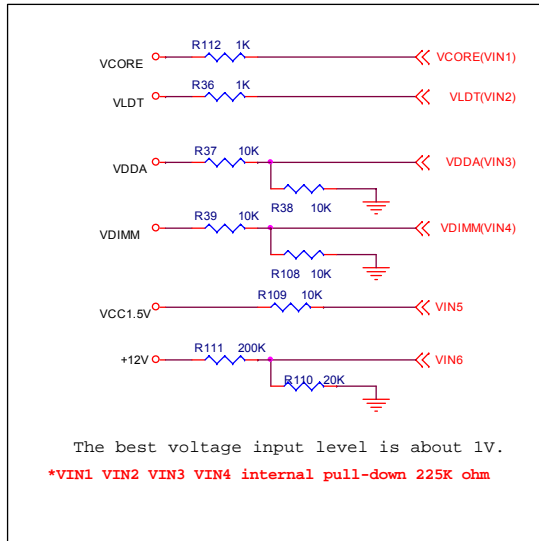 R112 1K
VCORE VCORE(VIN1)
R36 1K
VLDT VLDT(VIN2)
R37 10K
VDDA VDDA(VIN3)
R38 10K
R39 10K
VDIMM VDIMM(VIN4)
R108 10K
R109 10K
VCC1.5V VIN5
R111 200K
+12V VIN6
R110 20K
The best voltage input level is about 1V.
*VIN1 VIN2 VIN3 VIN4 internal pull-down 225K ohm